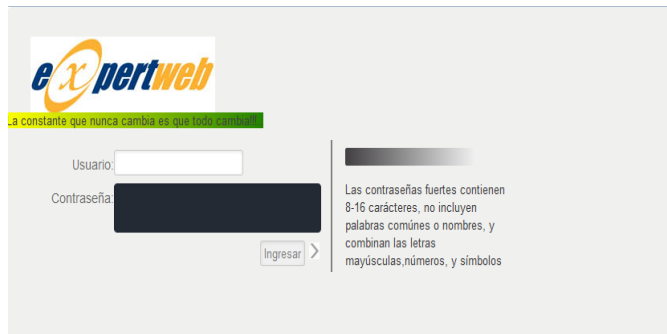 expertweb
La constante que nunca cambia es que todo cambia!!!.
Usuario:
Contraseña:
Ingresar
Las contraseñas fuertes contienen
8-16 carácteres, no incluyen
palabras comúnes o nombres, y
combinan las letras
mayúsculas,números, y símbolos